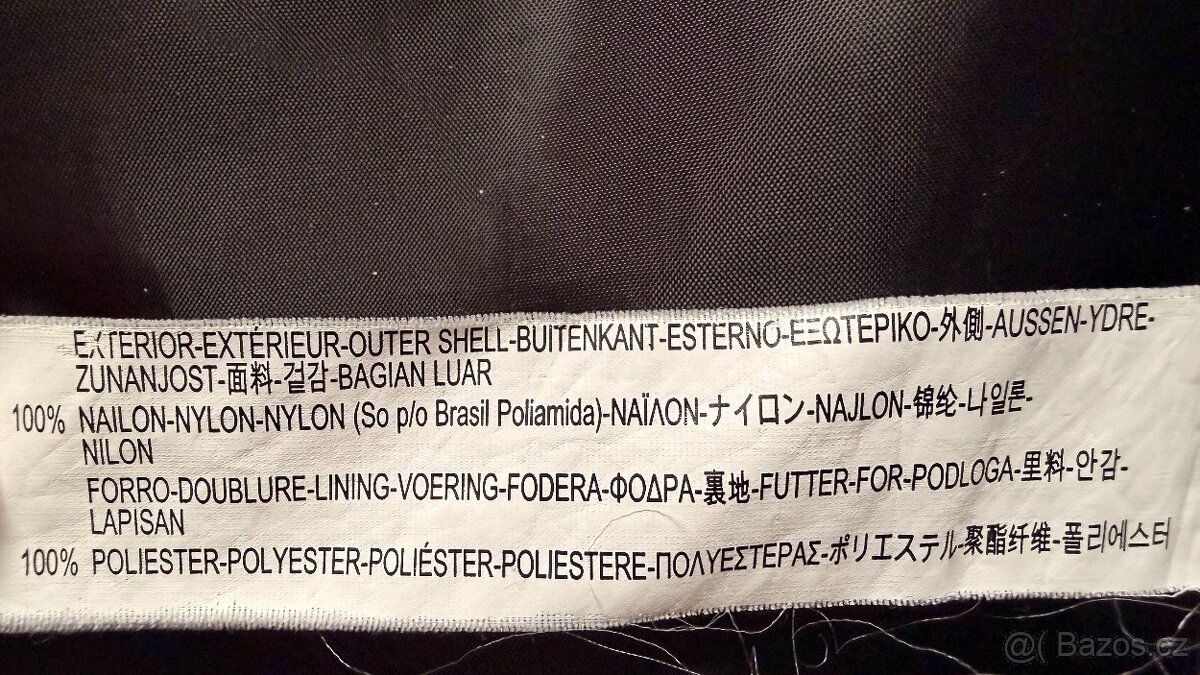 EXTERIOR-EXTÉRIEUR-OUTER SHELL-BUITENKANT-ESTERNO-ΕΞΩΤΕΡΙΚΟ-外側-AUSSEN-YDRE-
ZUNANJOST-面料-겉감-BAGIAN LUAR
100% NAILON-NYLON-NYLON (So p/o Brasil Poliamida)-ΝΑΪΛΟΝ-ナイロン-NAJLON-锦纶-나일론-
NILON
FORRO-DOUBLURE-LINING-VOERING-FODERA-ΦΟΔΡΑ-裏地-FUTTER-FOR-PODLOGA-里料-안감-
LAPISAN
100% POLIESTER-POLYESTER-POLIÉSTER-POLIESTERE-ΠΟΛΥΕΣΤΕΡΑΣ-ポリエステル-聚酯纤维-폴리에스터
@( Bazos.cz